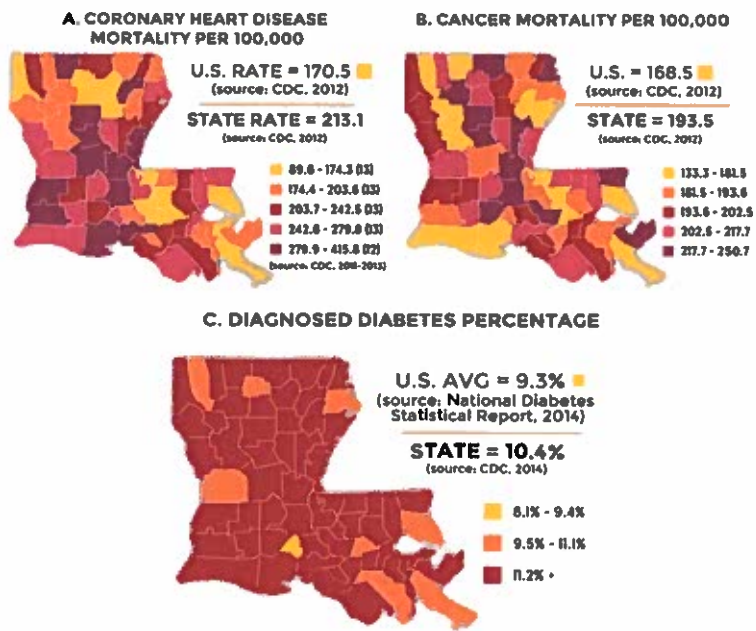 A. CORONARY HEART DISEASE
MORTALITY PER 100,000
U.S. RATE = 170.5
(source: CDC, 2012)
STATE RATE = 213.1
(source: CDC, 2012)
89.6 - 174.3 (13)
174.4 - 203.6 (13)
203.7 - 242.5 (13)
242.6 - 279.8 (13)
279.9 - 415.8 (12)
(source: CDC, 2011-2013)
B. CANCER MORTALITY PER 100,000
U.S. = 168.5
(source: CDC, 2012)
STATE = 193.5
(source: CDC, 2012)
133.3 - 181.5
181.5 - 193.6
193.6 - 202.5
202.5 - 217.7
217.7 - 250.7
C. DIAGNOSED DIABETES PERCENTAGE
U.S. AVG = 9.3%
(source: National Diabetes
Statistical Report, 2014)
STATE = 10.4%
(source: CDC, 2014)
8.1% - 9.4%
9.5% - 11.1%
11.2% +